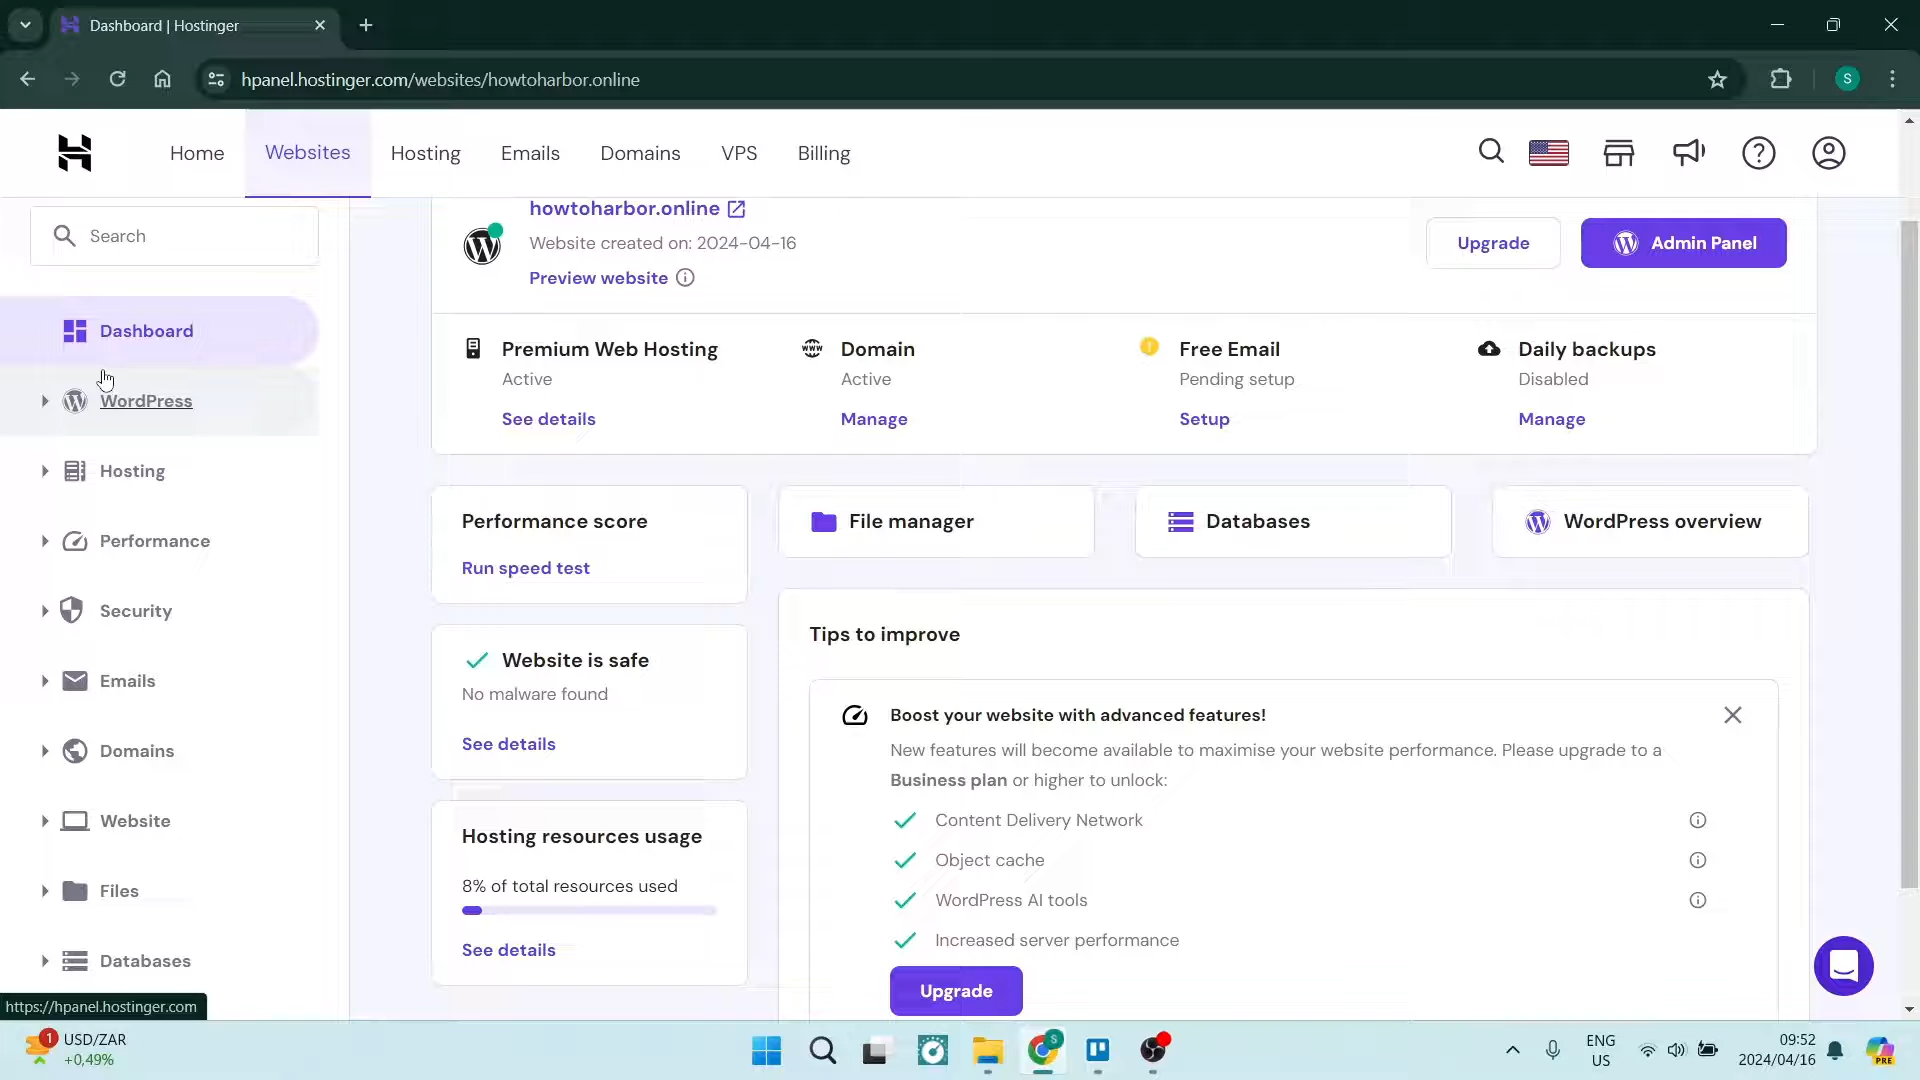 Dashboard | Hostinger
hpanel.hostinger.com/websites/howtoharbor.online
S
Home
Websites
Hosting
Emails
Domains
VPS
Billing
Search
Dashboard
WordPress
Hosting
Performance
Security
Emails
Domains
Website
Files
Databases
howtoharbor.online
Website created on: 2024-04-16
Preview website
Upgrade
Admin Panel
Premium Web Hosting
Active
See details
WWW
Domain
Active
Manage
Free Email
Pending setup
Setup
Daily backups
Disabled
Manage
Performance score
Run speed test
File manager
Databases
WordPress overview
Website is safe
No malware found
See details
Hosting resources usage
8% of total resources used
See details
Tips to improve
Boost your website with advanced features!
New features will become available to maximise your website performance. Please upgrade to a
Business plan or higher to unlock:
Content Delivery Network
Object cache
WordPress AI tools
Increased server performance
Upgrade
https://hpanel.hostinger.com
1
USD/ZAR
+0,49%
S
ENG
US
09:52
2024/04/16
PRE